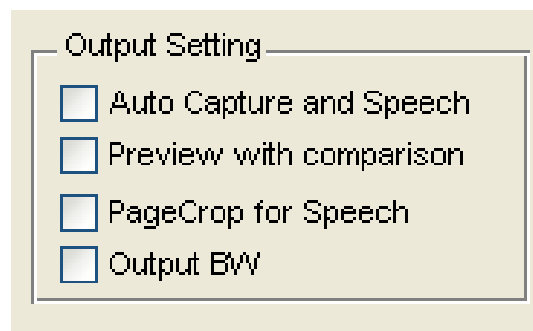 Output Setting
Auto Capture and Speech
Preview with comparison
PageCrop for Speech
Output BW